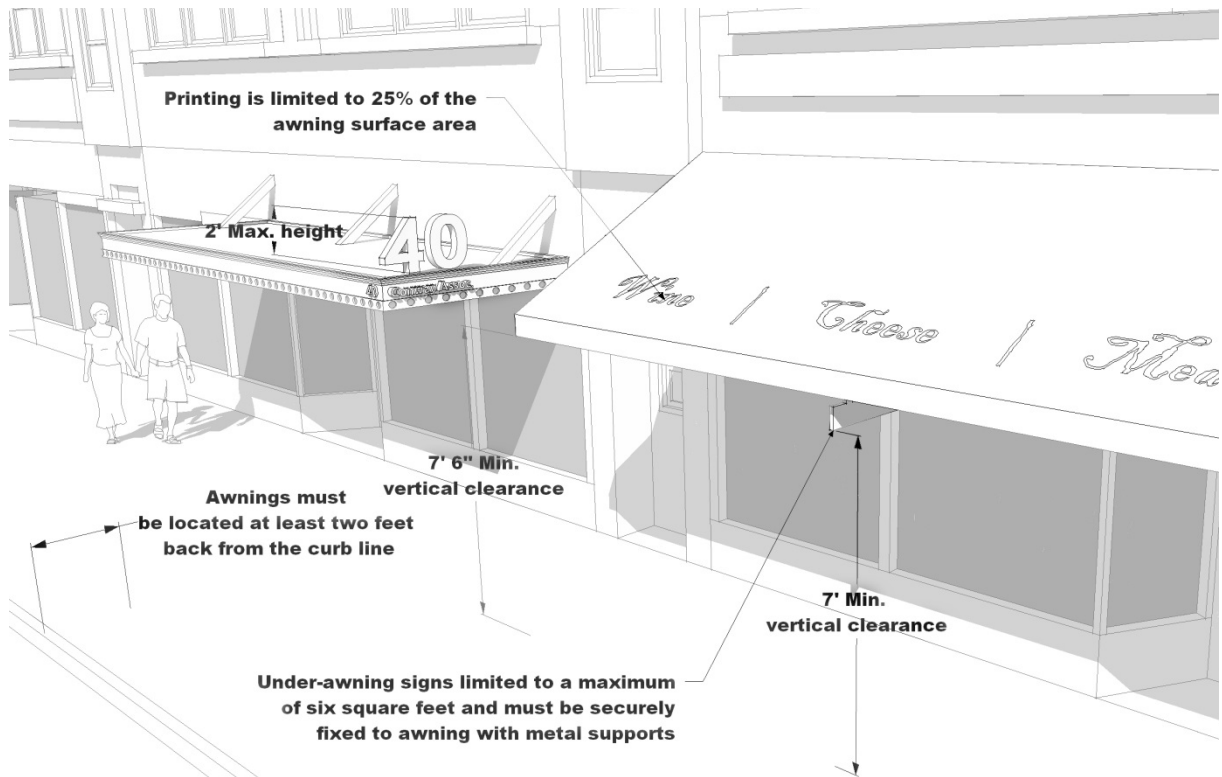 Printing is limited to 25% of the
awning surface area
2' Max. height
40
40
Wine / Cheese /
7' 6" Min.
vertical clearance
Awnings must
be located at least two feet
back from the curb line
7' Min.
vertical clearance
Under-awning signs limited to a maximum
of six square feet and must be securely
fixed to awning with metal supports